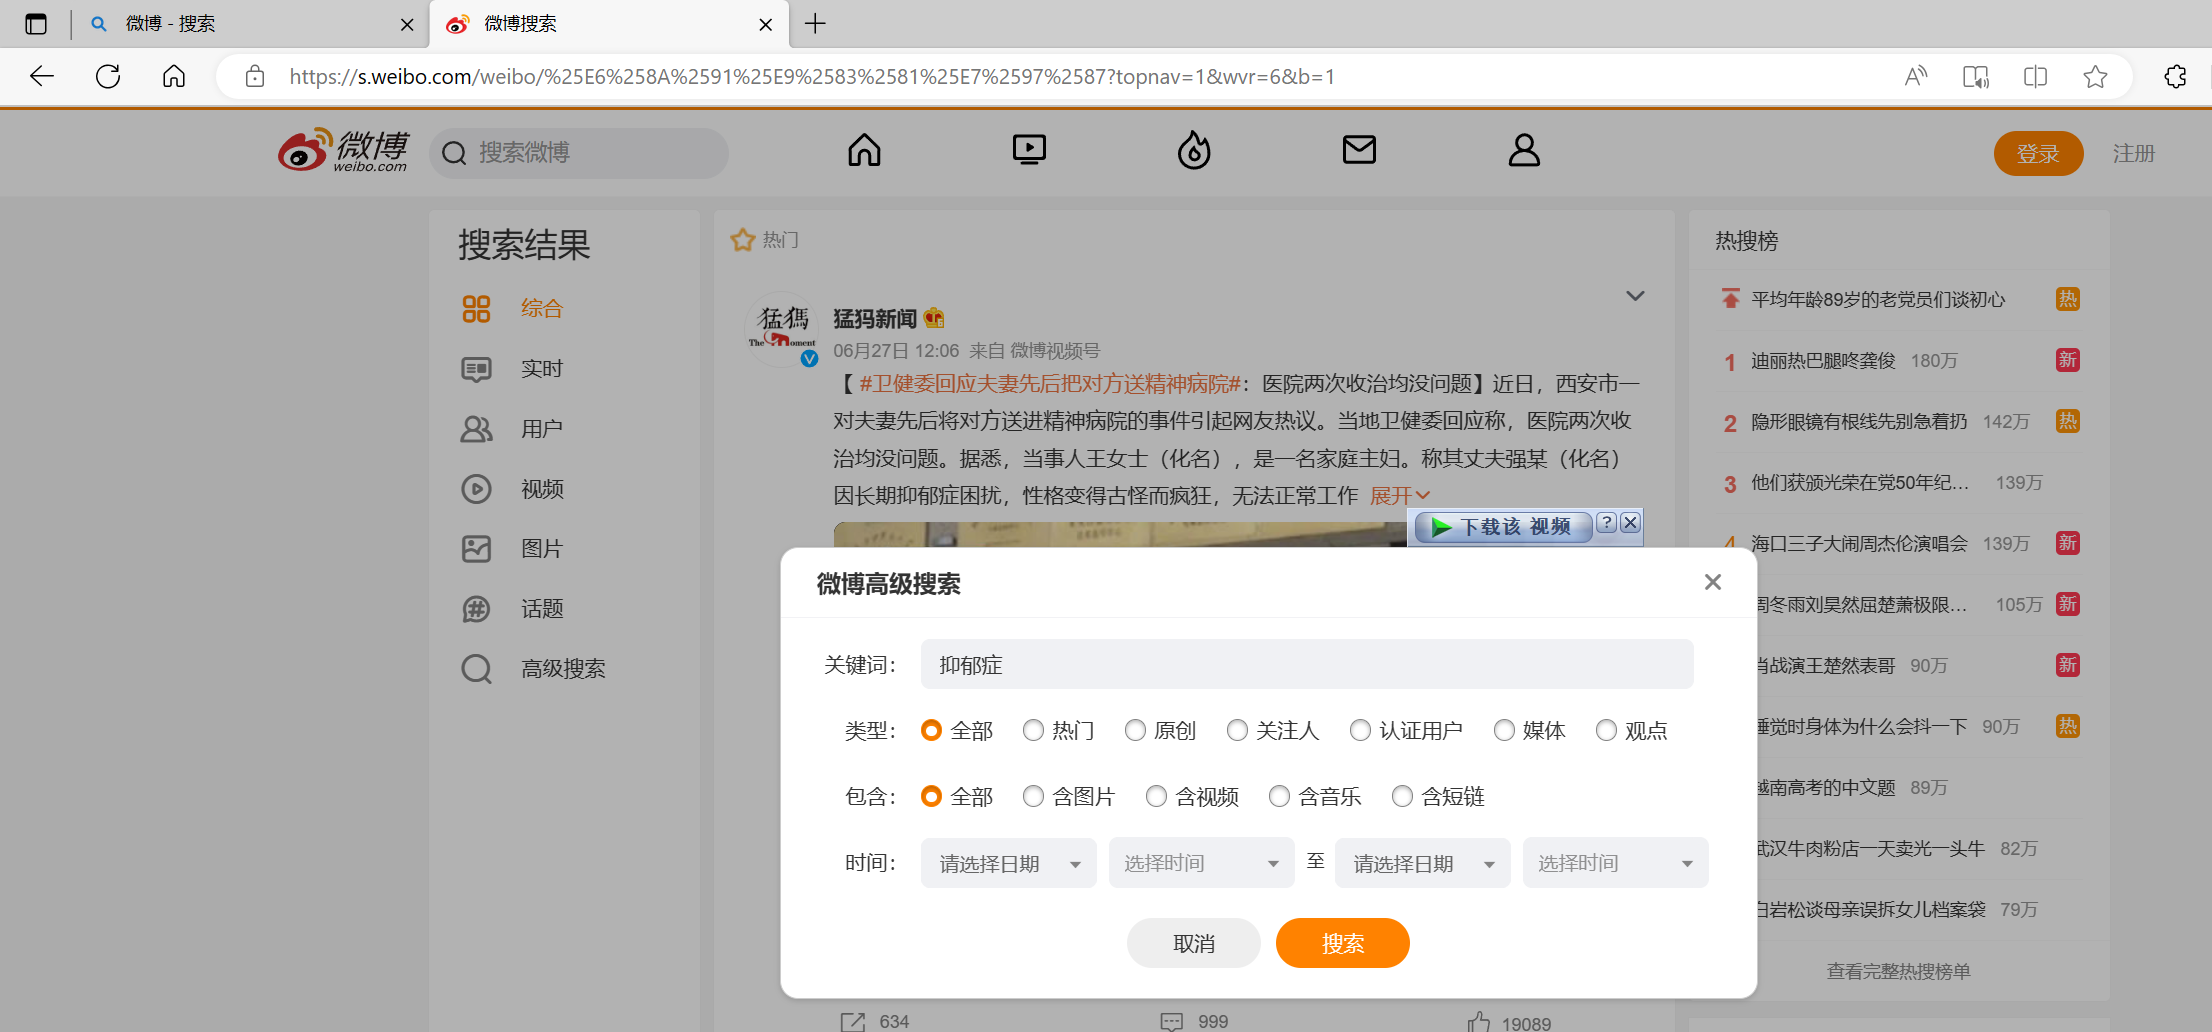 微博 - 搜索
微博搜索
https://s.weibo.com/weibo/%25E6%258A%2591%25E9%2583%2581%25E7%2597%2587?topnav=1&wvr=6&b=1
微博
weibo.com
搜索微博
登录
注册
搜索结果
综合
实时
用户
视频
图片
话题
高级搜索
热门
猛犸
The Moment
猛犸新闻
06月27日 12:06 来自 微博视频号
【 #卫健委回应夫妻先后把对方送精神病院#：医院两次收治均没问题】近日，西安市一
对夫妻先后将对方送进精神病院的事件引起网友热议。当地卫健委回应称，医院两次收
治均没问题。据悉，当事人王女士（化名），是一名家庭主妇。称其丈夫强某（化名）
因长期抑郁症困扰，性格变得古怪而疯狂，无法正常工作 展开
下载该 视频 ?
微博高级搜索
关键词： 抑郁症
类型： 全部 热门 原创 关注人 认证用户 媒体 观点
包含： 全部 含图片 含视频 含音乐 含短链
时间： 请选择日期 选择时间 至 请选择日期 选择时间
取消 搜索
634 999 19089
热搜榜
平均年龄89岁的老党员们谈初心 热
1 迪丽热巴腿咚龚俊 180万 新
2 隐形眼镜有根线先别急着扔 142万 热
3 他们获颁光荣在党50年纪... 139万
4 海口三子大闹周杰伦演唱会 139万 新
周冬雨刘昊然屈楚萧极限... 105万 新
肖战演王楚然表哥 90万 新
睡觉时身体为什么会抖一下 90万 热
越南高考的中文题 89万
武汉牛肉粉店一天卖光一头牛 82万
白岩松谈母亲误拆女儿档案袋 79万
查看完整热搜榜单